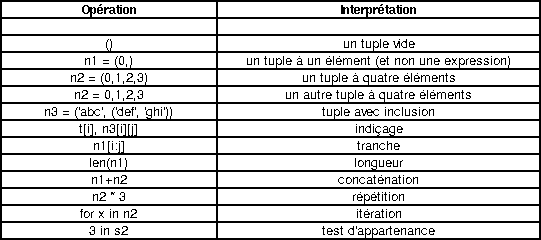 Opération Interprétation
() un tuple vide
n1 = (0,) un tuple à un élément (et non une expression)
n2 = (0,1,2,3) un tuple à quatre éléments
n2 = 0,1,2,3 un autre tuple à quatre éléments
n3 = ('abc', ('def', 'ghi')) tuple avec inclusion
t[i], n3[i][j] indiçage
n1[i:j] tranche
len(n1) longueur
n1+n2 concaténation
n2 * 3 répétition
for x in n2 itération
3 in s2 test d'appartenance